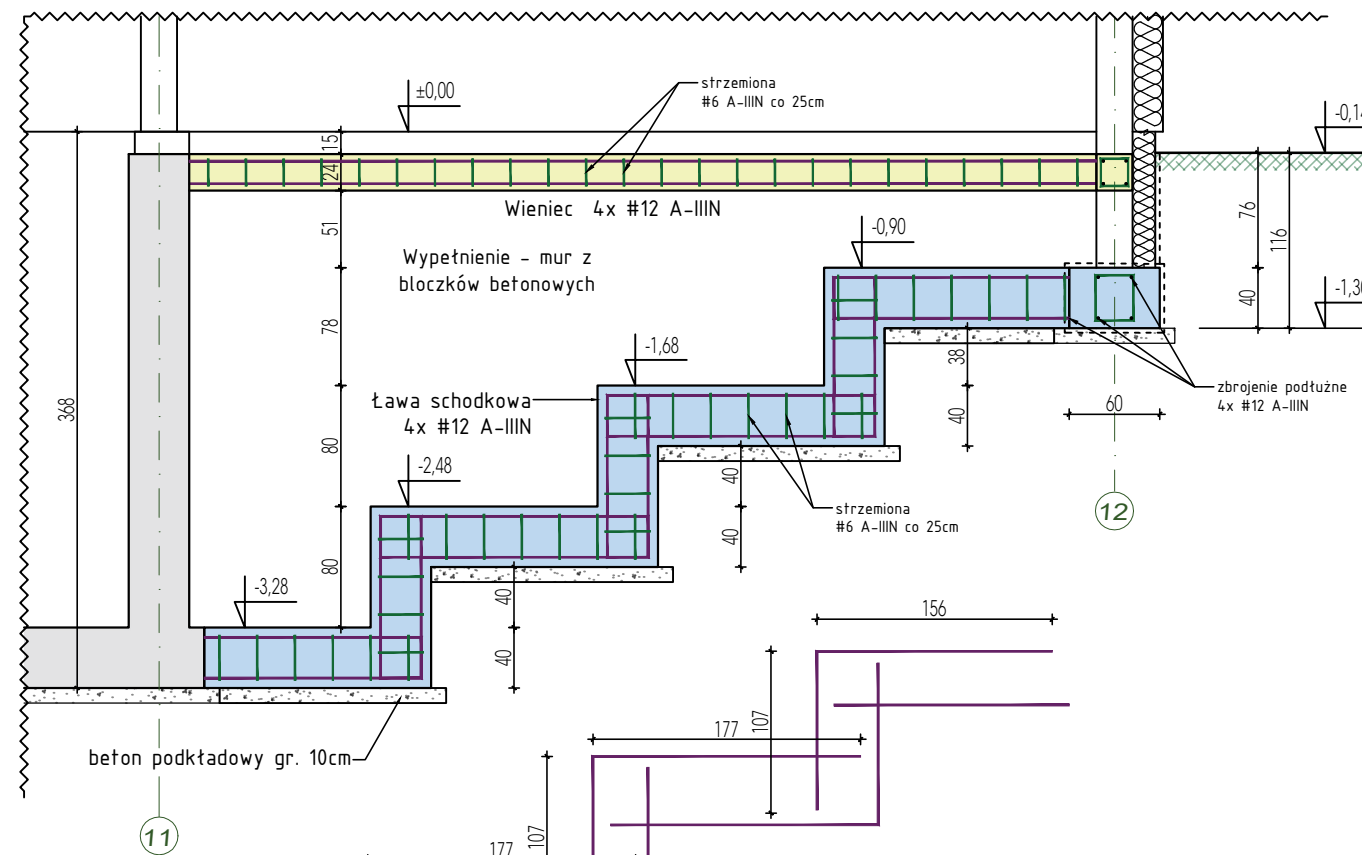 ±0,00
strzemiona
#6 A-IIIN co 25cm
15
24
51
78
80
80
368
Wieniec 4x #12 A-IIIN
Wypełnienie - mur z
bloczków betonowych
-0,90
-1,68
-2,48
-3,28
Ława schodkowa
4x #12 A-IIIN
76
116
40
-0,14
-1,30
38
40
40
40
40
40
60
zbrojenie podłużne
4x #12 A-IIIN
strzemiona
#6 A-IIIN co 25cm
12
beton podkładowy gr. 10cm
11
156
107
177
107
177